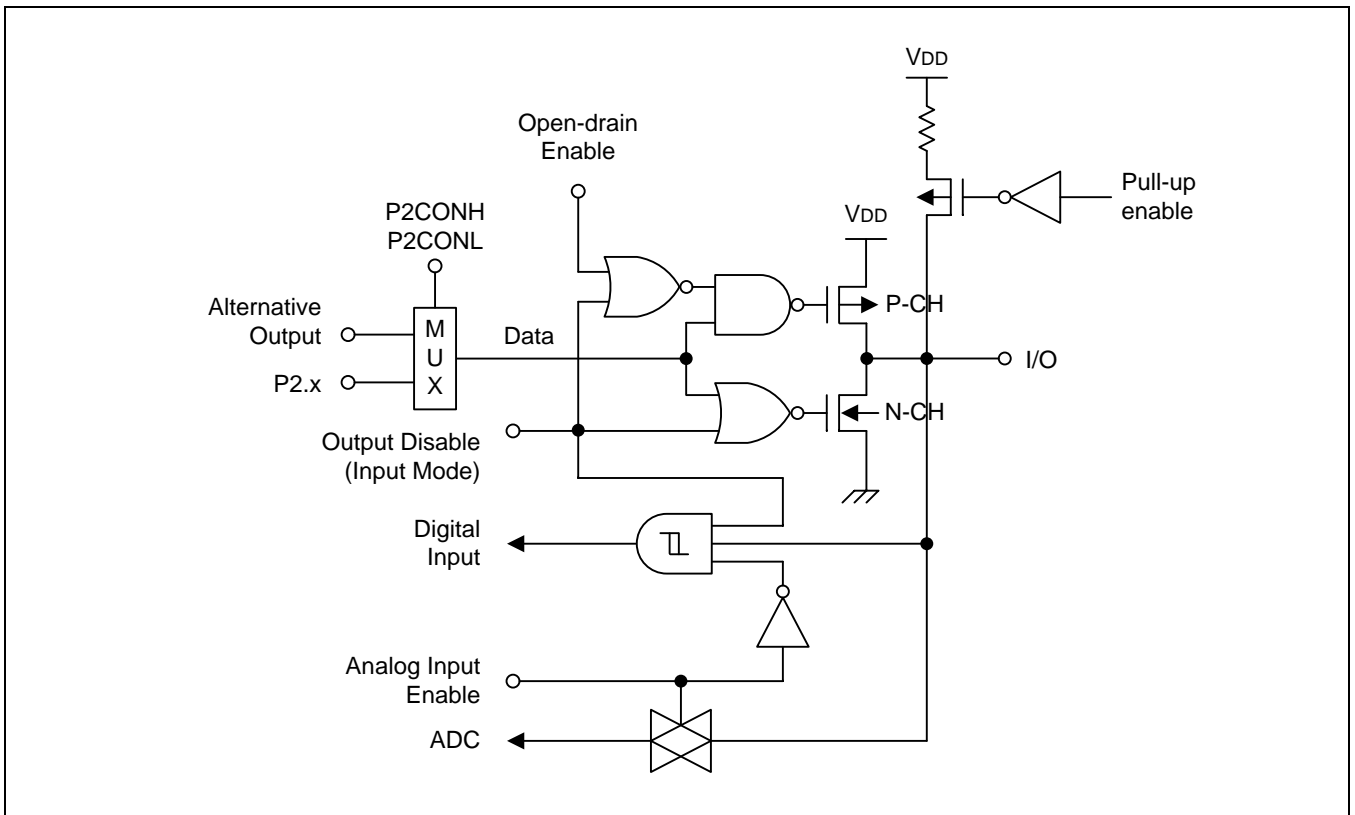 VDD
Open-drain
Enable
Pull-up
enable
P2CONH
P2CONL
VDD
Alternative
Output
M
U
X
Data
P-CH
I/O
P2.x
N-CH
Output Disable
(Input Mode)
Digital
Input
Analog Input
Enable
ADC